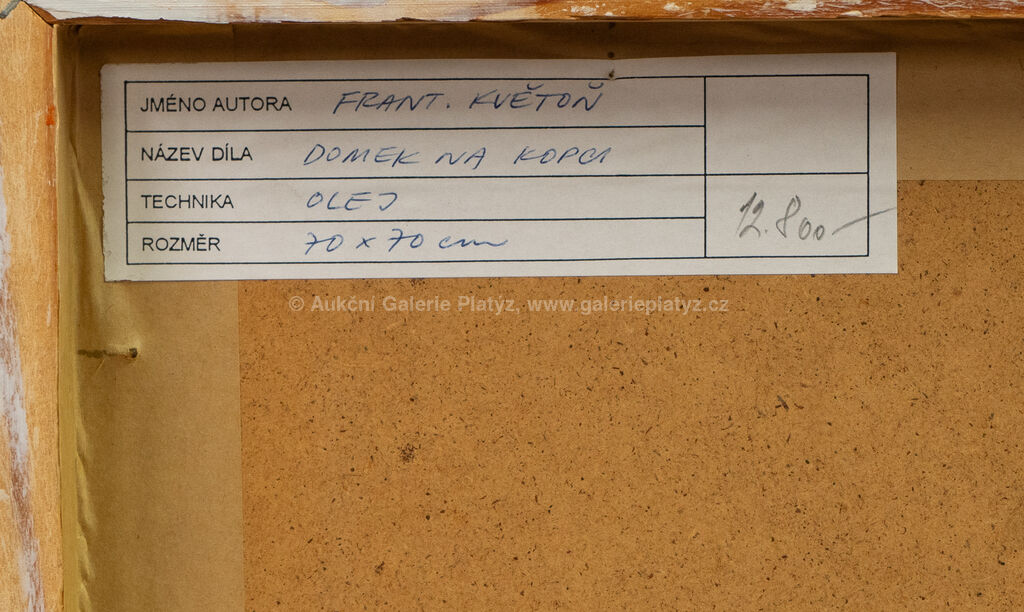 JMÉNO AUTORA FRANT. KVĚTOŇ
NÁZEV DÍLA DOMEK NA KOPCI
TECHNIKA OLEJ
ROZMĚR 70 x 70 cm
12.800-
© Aukční Galerie Platýz, www.galerieplatyz.cz